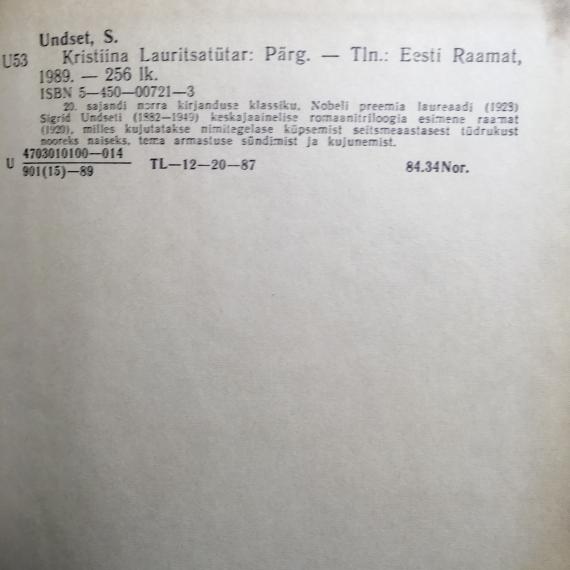 Undset, S.
U53 Kristiina Lauritsatütar: Pärg. — Tln.: Eesti Raamat,
1989. — 256 lk.
ISBN 5—450—00721—3
20. sajandi norra kirjanduse klassiku, Nobeli preemia laureaadi (1928)
Sigrid Undseti (1882—1949) keskajaainelise romaanitriloogia esimene raamat
(1920), milles kujutatakse nimitegelase küpsemist seitsmeaastasest tüdrukust
nooreks naiseks, tema armastuse sündimist ja kujunemist.
U 4703010100—014
901(15)—89 TL—12—20—87 84.34Nor.